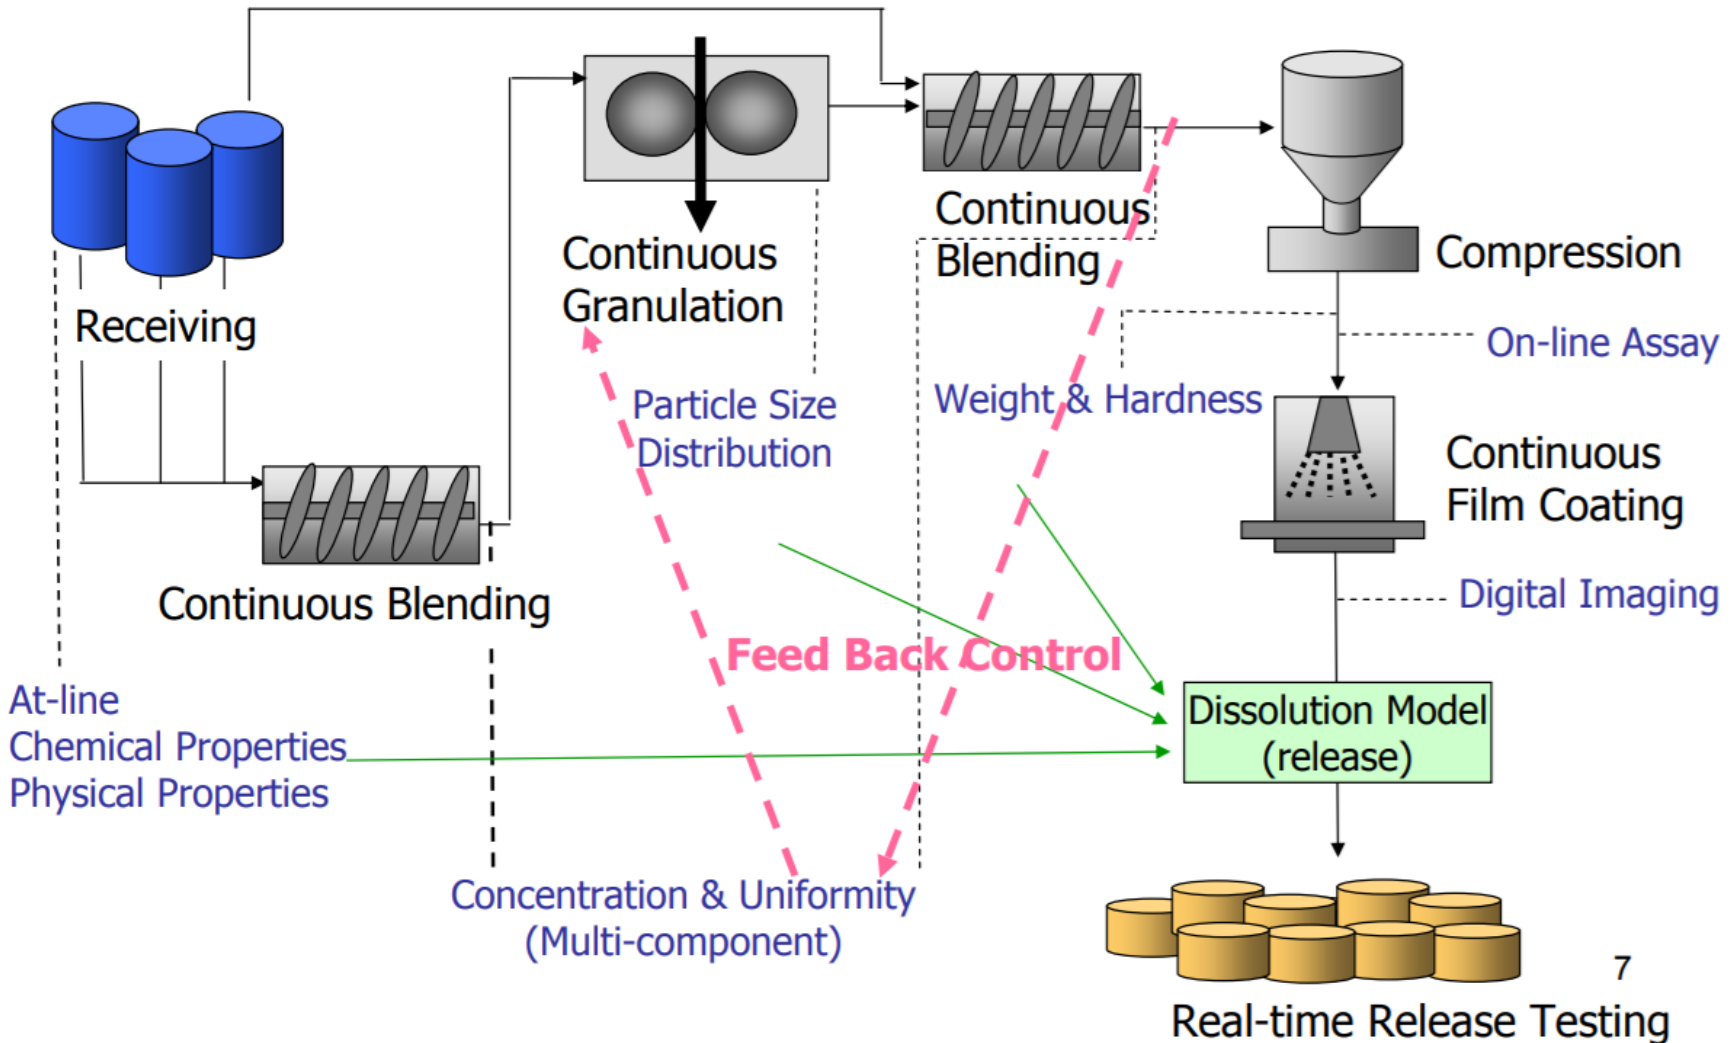 Receiving
Continuous
Granulation
Continuous
Blending
Compression
On-line Assay
Particle Size
Distribution
Weight & Hardness
Continuous
Film Coating
Continuous Blending
Digital Imaging
Feed Back Control
At-line
Chemical Properties
Physical Properties
Dissolution Model
(release)
Concentration & Uniformity
(Multi-component)
7
Real-time Release Testing